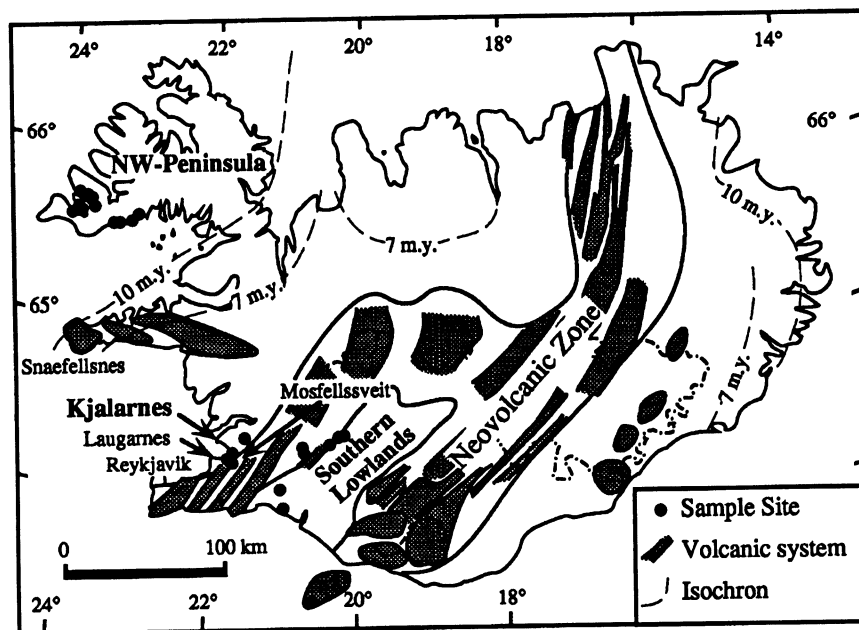 24°
22°
20°
18°
14°
66°
66°
NW-Peninsula
10 m.y.
7 m.y.
10 m.y.
7 m.y.
65°
7 m.y.
Snaefellsnes
Mosfellssveit
Kjalarnes
Laugarnes
Reykjavik
Southern
Lowlands
Neovolcanic Zone
Sample Site
Volcanic system
Isochron
0
100 km
24°
22°
20°
18°